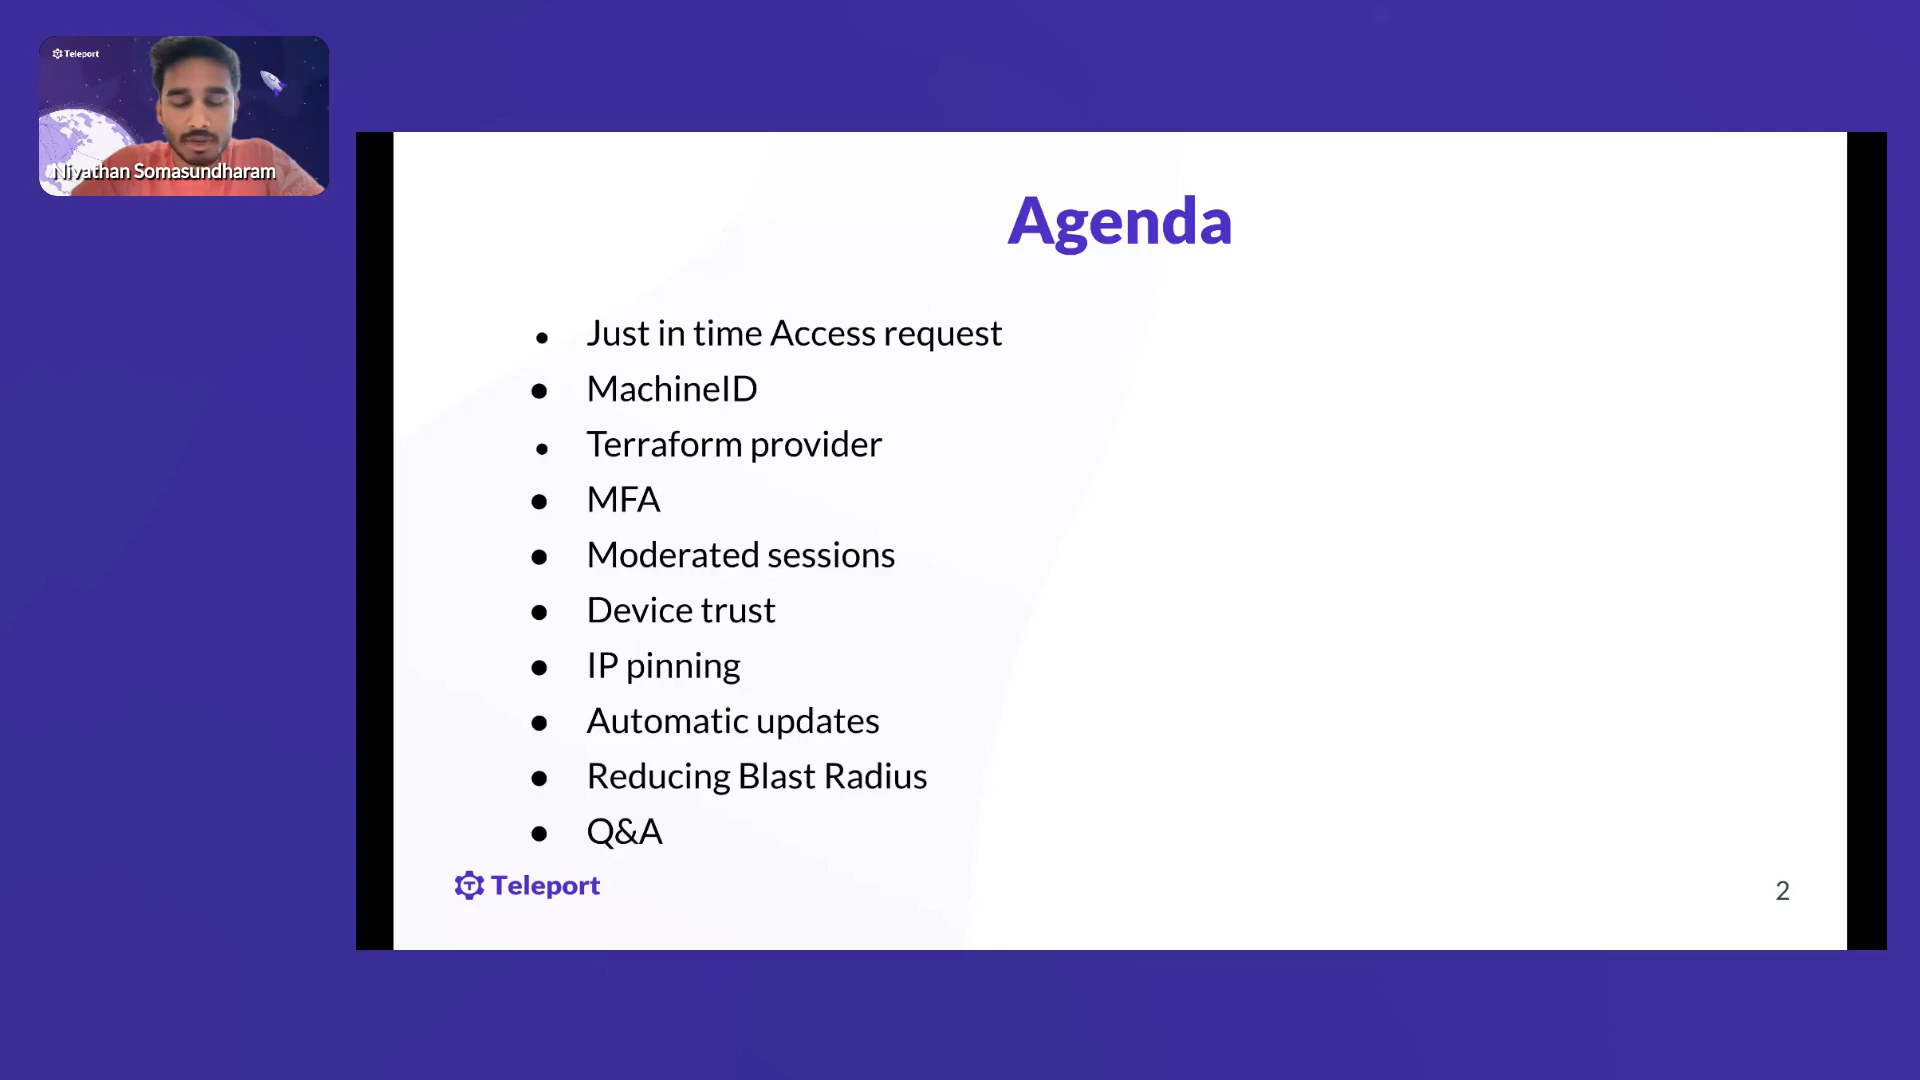 Teleport
Nivathan Somasundharam
Agenda
• Just in time Access request
• MachineID
• Terraform provider
• MFA
• Moderated sessions
• Device trust
• IP pinning
• Automatic updates
• Reducing Blast Radius
• Q&A
Teleport
2